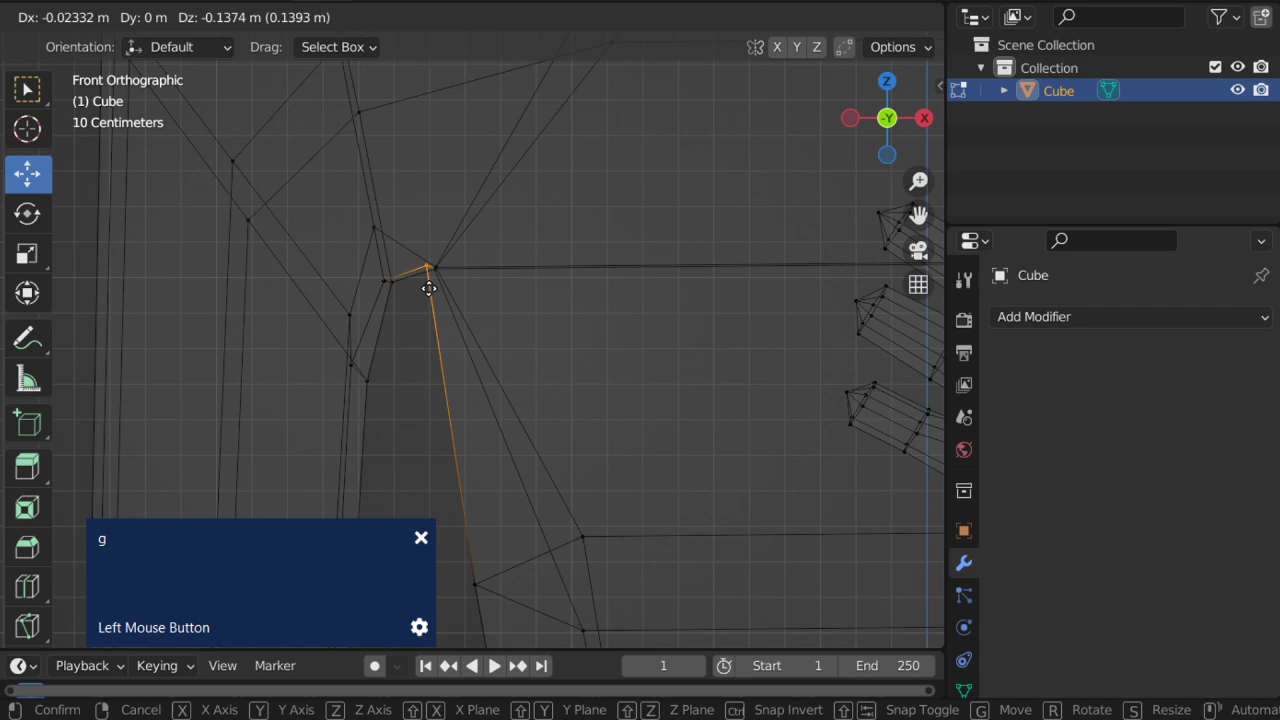 Dx: -0.02332 m   Dy: 0 m   Dz: -0.1374 m (0.1393 m)
Orientation: Default Drag: Select Box X Y Z Options
Front Orthographic
(1) Cube
10 Centimeters
Z
-Y X
g
Left Mouse Button
Scene Collection
Collection
Cube
Cube
Add Modifier
Playback Keying View Marker 1 Start 1 End 250
Confirm Cancel X X Axis Y Y Axis Z Z Axis X X Plane Y Y Plane Z Z Plane Ctrl Snap Invert Snap Toggle G Move R Rotate S Resize Automa